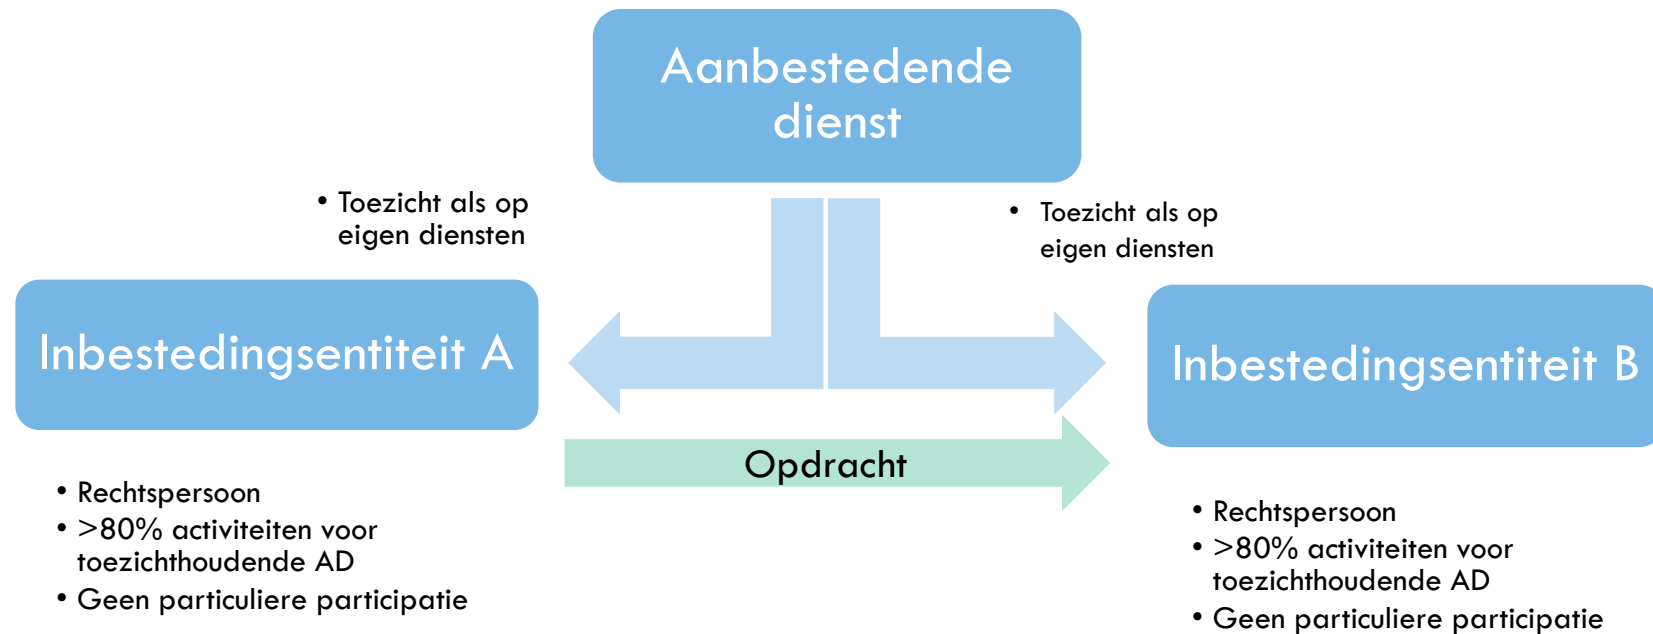 Aanbestedende
dienst
• Toezicht als op
eigen diensten
• Toezicht als op
eigen diensten
Inbestedingsentiteit A
Inbestedingsentiteit B
Opdracht
• Rechtspersoon
• >80% activiteiten voor
toezichthoudende AD
• Geen particuliere participatie
• Rechtspersoon
• >80% activiteiten voor
toezichthoudende AD
• Geen particuliere participatie